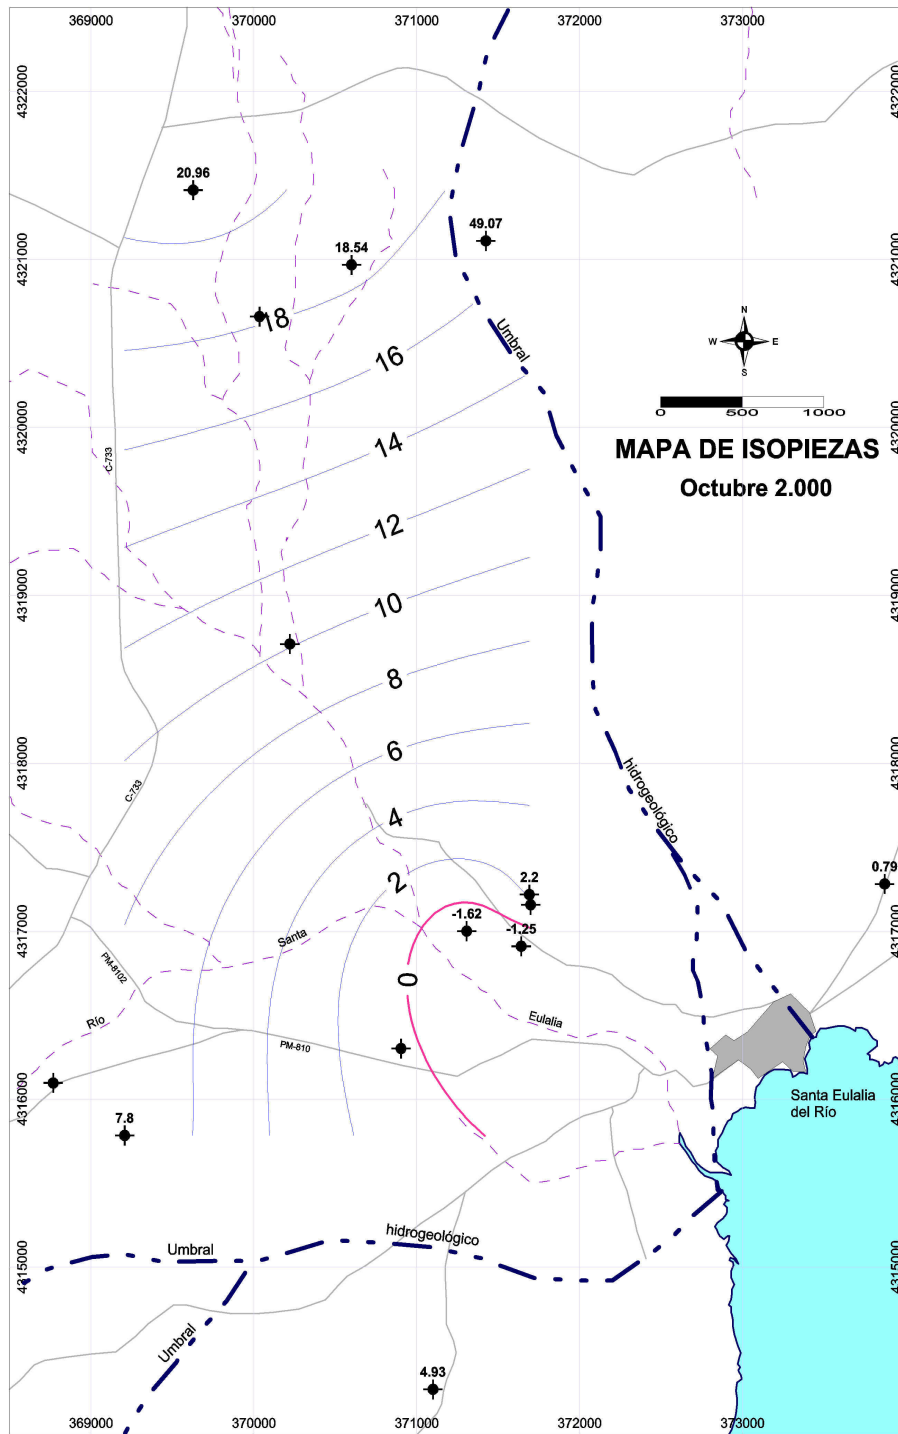 369000
370000
371000
372000
373000
4322000
4322000
20.96
49.07
18.54
4321000
4321000
18
Umbral
N
W
E
S
16
0
500
1000
4320000
4320000
14
MAPA DE ISOPIEZAS
C-733
Octubre 2.000
12
4319000
4319000
10
8
6
4318000
4318000
C-733
hidrogeológico
4
2
2.2
0.79
-1.62
-1.25
4317000
4317000
Santa
PM-8102
0
Río
Eulalia
PM-810
4316000
4316000
Santa Eulalia
del Río
7.8
hidrogeológico
Umbral
4315000
4315000
Umbral
4.93
369000
370000
371000
372000
373000